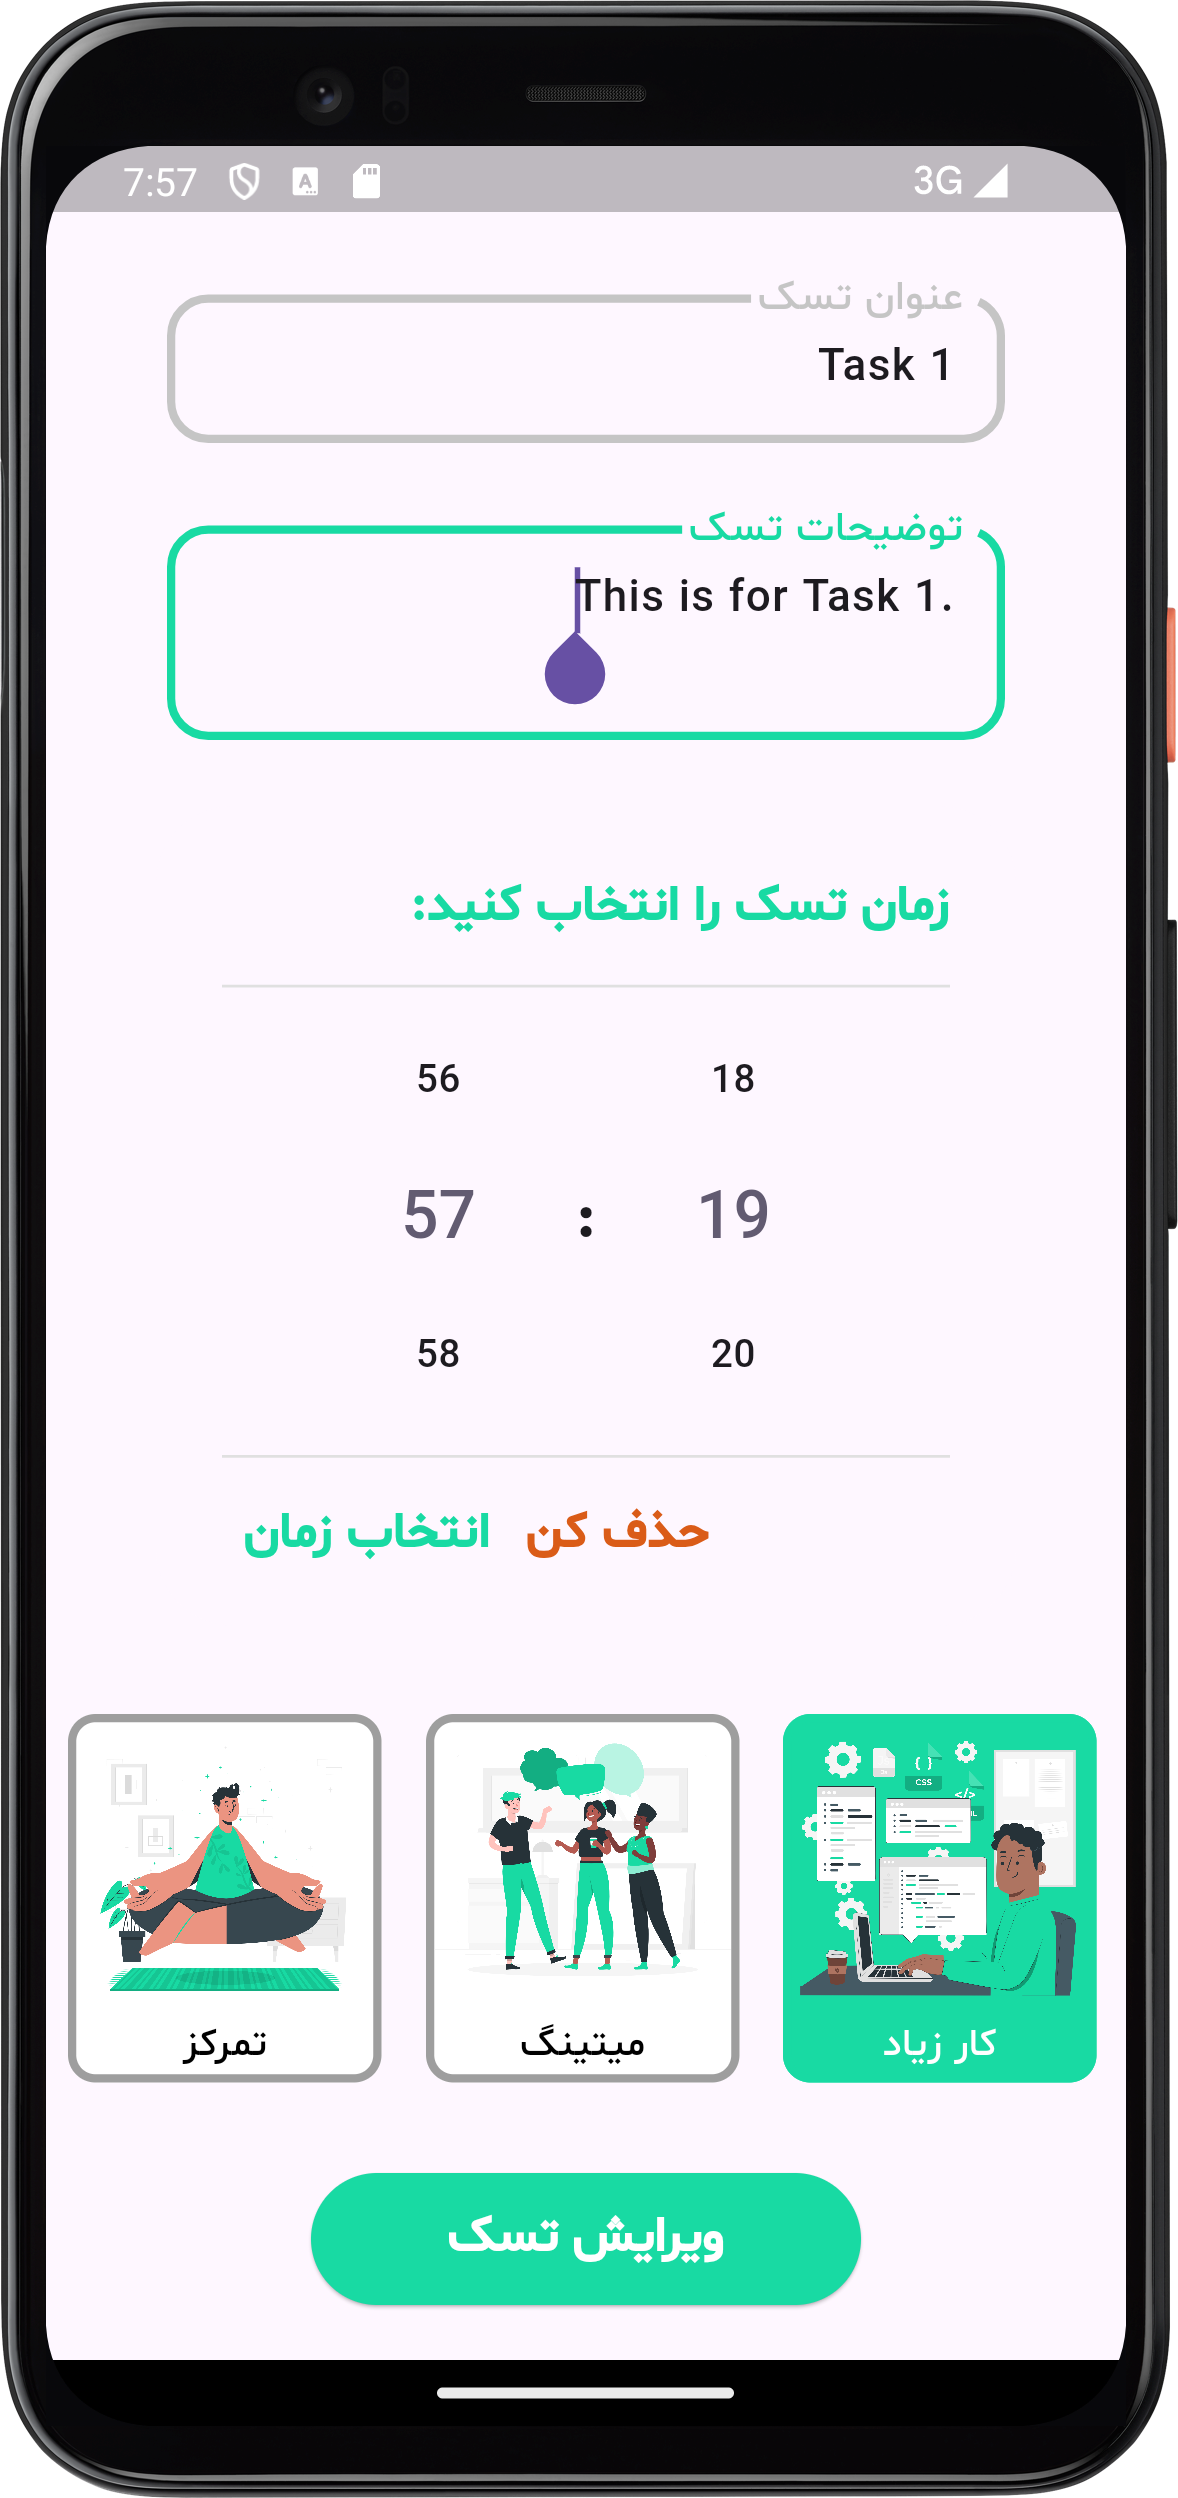 7:57 A 3G
عنوان تسک
Task 1
توضیحات تسک
This is for Task 1.
زمان تسک را انتخاب کنید:
56 18
57 : 19
58 20
حذف کن انتخاب زمان
{ }
CSS
</>
کار زیاد
میتینگ
تمرکز
ویرایش تسک